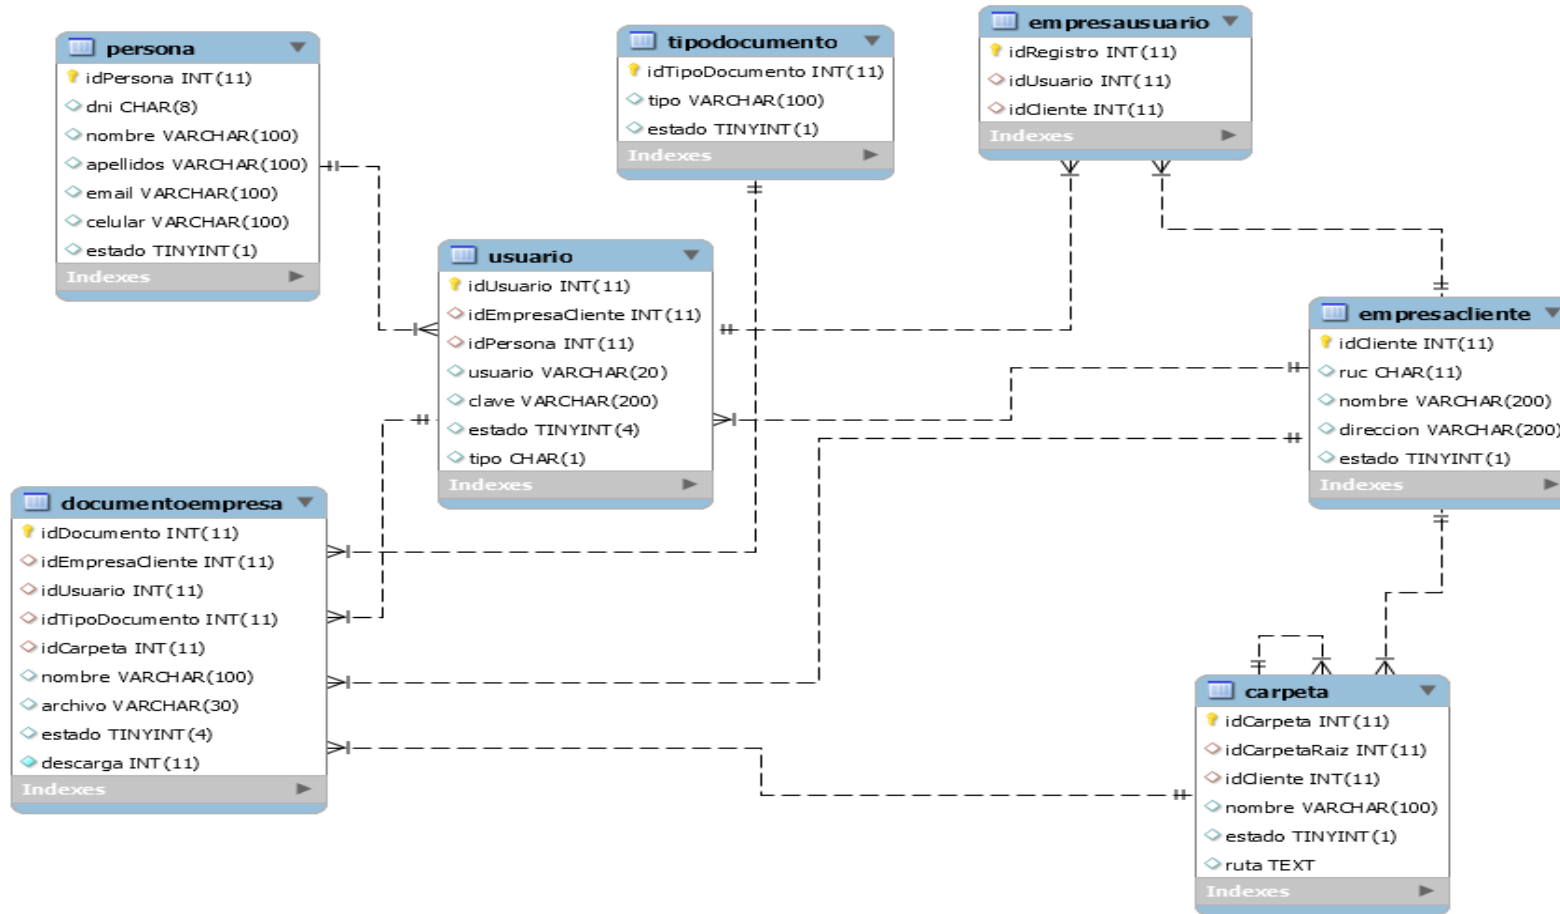 persona
idPersona INT(11)
dni CHAR(8)
nombre VARCHAR(100)
apellidos VARCHAR(100)
email VARCHAR(100)
celular VARCHAR(100)
estado TINYINT(1)
Indexes
tipodocumento
idTipoDocumento INT(11)
tipo VARCHAR(100)
estado TINYINT(1)
Indexes
empresausuario
idRegistro INT(11)
idUsuario INT(11)
idCliente INT(11)
Indexes
usuario
idUsuario INT(11)
idEmpresaCliente INT(11)
idPersona INT(11)
usuario VARCHAR(20)
clave VARCHAR(200)
estado TINYINT(4)
tipo CHAR(1)
Indexes
empresacliente
idCliente INT(11)
ruc CHAR(11)
nombre VARCHAR(200)
direccion VARCHAR(200)
estado TINYINT(1)
Indexes
documentoempresa
idDocumento INT(11)
idEmpresaCliente INT(11)
idUsuario INT(11)
idTipoDocumento INT(11)
idCarpeta INT(11)
nombre VARCHAR(100)
archivo VARCHAR(30)
estado TINYINT(4)
descarga INT(11)
Indexes
carpeta
idCarpeta INT(11)
idCarpetaRaiz INT(11)
idCliente INT(11)
nombre VARCHAR(100)
estado TINYINT(1)
ruta TEXT
Indexes